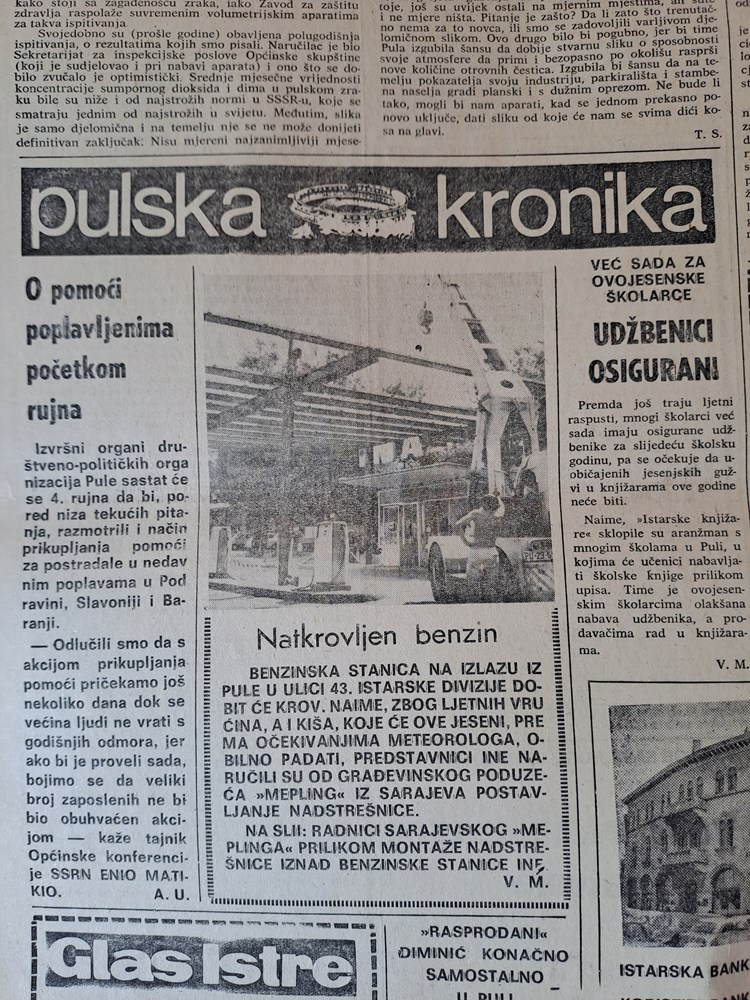 kako stoji sa zagađenošću zraka, iako Zavod za zaštitu
zdravlja raspolaže suvremenim volumetrijskim aparatima
za takva ispitivanja.
Svojedobno su (prošle godine) obavljena polugodišnja
ispitivanja, o rezultatima kojih smo pisali. Naručilac je bio
Sekretarijat za inspekcijske poslove Općinske skupštine
(koji je sudjelovao i pri nabavi aparata) i ono što se do-
bilo zvučalo je optimistički. Srednje mjesečne vrijednosti
koncentracije sumpornog dioksida i dima u pulskom zra-
ku bile su niže i od najstrožih normi u SSSR-u, koje se
smatraju jednim od najstrožih u svijetu. Međutim, slika
je samo djelomična i na temelju nje se ne može donijeti
definitivan zaključak. Nisu mjereni najzanimljiviji mjese-
toje, još su uvijek ostali na mjernim mjestima, ali
i ne mjere ništa. Pitanje je zašto? Da li zato što trenutač-
no nema za to novca, ili smo se zadovoljili varljivom dje-
lomičnom slikom. Ovo drugo bilo bi pogubno, jer bi time
Pula izgubila šansu da dobije stvarnu sliku o sposobnosti
svoje atmosfere da primi i bezopasno po okolišu rasprši
nove količine otrovnih čestica. Izgubila bi šansu da na te-
melju pokazatelja svoju industriju, parkirališta i stambe-
na naselja gradi planski i s dužnim oprezom. Ne bude li
tako, mogli bi nam aparati, kad se jednom prekasno po-
novo uključe, dati sliku od koje će nam se svima dići ko-
sa na glavi.
T. S.
pulska kronika
O pomoći
poplavljenima
početkom
rujna
Izvršni organi dru-
štveno-političkih orga
nizacija Pule sastat će
se 4. rujna da bi, po-
red niza tekućih pita-
nja, razmotrili i način
prikupljanja pomoći
za postradale u nedav
nim poplavama u Pod
ravini, Slavoniji i Ba-
ranji.
— Odlučili smo da s
akcijom prikupljanja
pomoći pričekamo još
nekoliko dana dok se
većina ljudi ne vrati s
godišnjih odmora, jer
ako bi je proveli sada,
bojimo se da veliki
broj zaposlenih ne bi
bio obuhvaćen akci-
jom — kaže tajnik
Općinske konferenci-
je SSRN ENIO MATI-
KIO. A. U.
Natkrovljen benzin
BENZINSKA STANICA NA IZLAZU IZ
PULE U ULICI 43. ISTARSKE DIVIZIJE DO-
BIT ĆE KROV. NAIME, ZBOG LJETNIH VRU
ĆINA, A I KIŠA, KOJE ĆE OVE JESENI, PRE
MA OČEKIVANJIMA METEOROLOGA, O-
BILNO PADATI, PREDSTAVNICI INE NA-
RUČILI SU OD GRAĐEVINSKOG PODUZE-
ĆA »MEPLING« IZ SARAJEVA POSTAV-
LJANJE NADSTREŠNICE.
NA SLII: RADNICI SARAJEVSKOG »ME-
PLINGA« PRILIKOM MONTAŽE NADSTRE-
ŠNICE IZNAD BENZINSKE STANICE INE.
V. M.
VEĆ SADA ZA
OVOJESENSKE
ŠKOLARCE
UDŽBENICI
OSIGURANI
Premda još traju ljetni
raspusti, mnogi školarci već
sada imaju osigurane udž-
benike za slijedeću školsku
godinu, pa se očekuje da u-
običajenih jesenjskih guž-
vi u knjižarama ove godine
neće biti.
Naime, »Istarske knjiža-
re« sklopile su aranžman s
mnogim školama u Puli, u
kojima će učenici nabavlja-
ti školske knjige prilikom
upisa. Time je ovojesen-
skim školarcima olakšana
nabava udžbenika, a pro-
davačima rad u knjižara-
ma.
V. M.
Glas Istre
»RASPRODANI«
DIMINIĆ KONAČNO
SAMOSTALNO
U PULI
ISTARSKA BANK